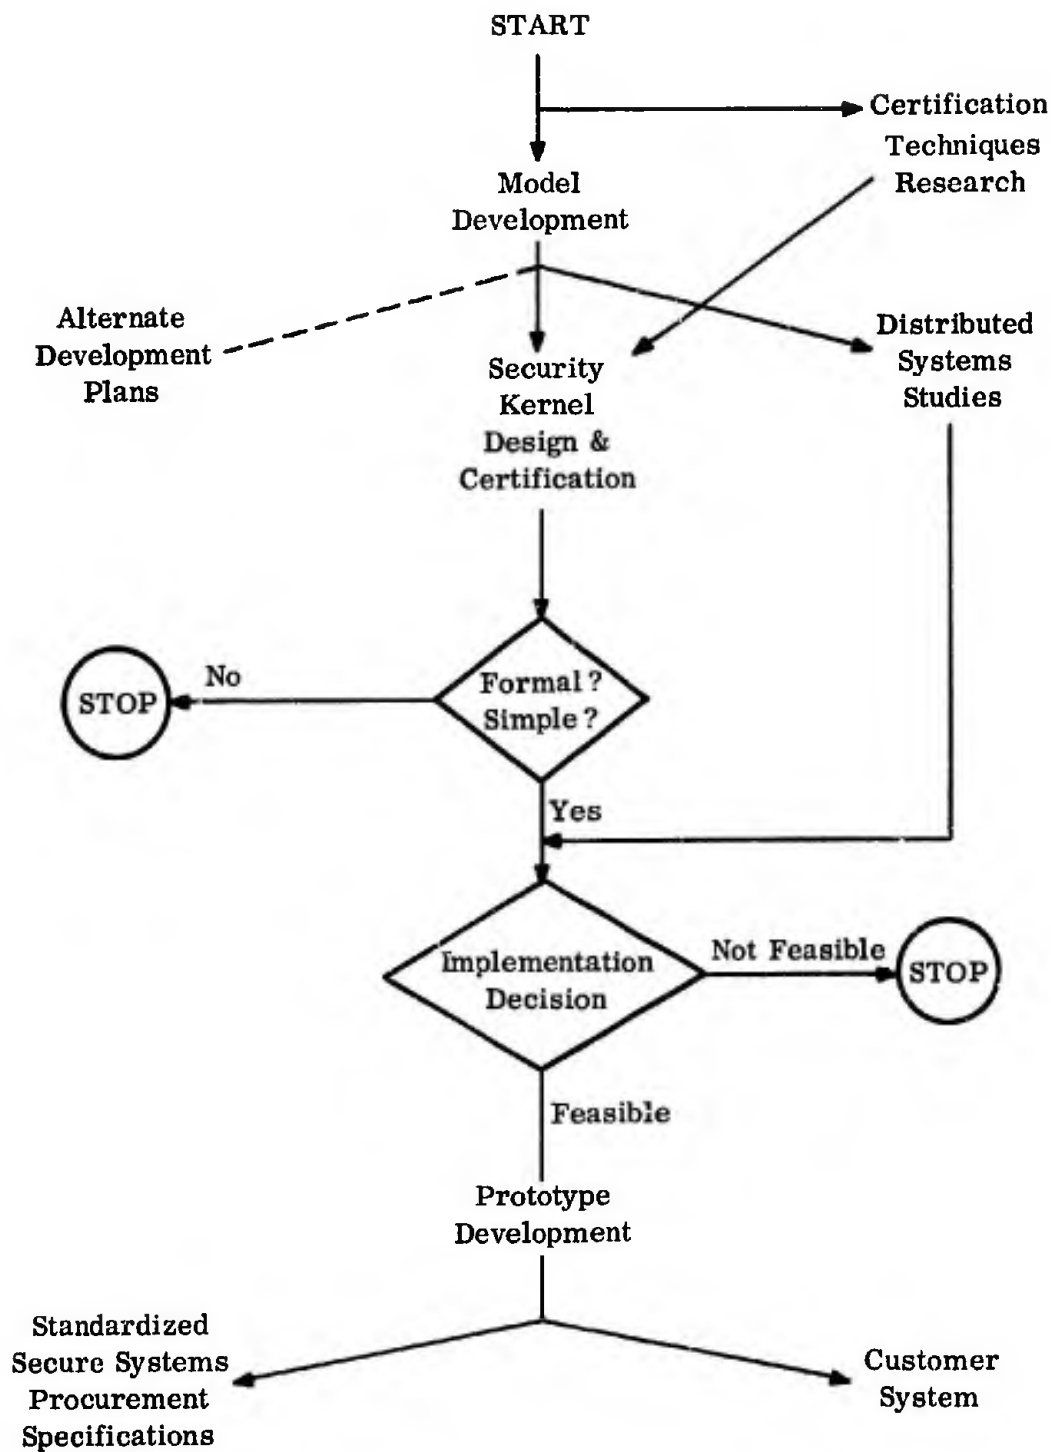 START
Certification
Techniques
Research
Model
Development
Alternate
Development
Plans
Security
Kernel
Design &
Certification
Distributed
Systems
Studies
Formal ?
Simple ?
No
STOP
Yes
Implementation
Decision
Not Feasible
STOP
Feasible
Prototype
Development
Standardized
Secure Systems
Procurement
Specifications
Customer
System